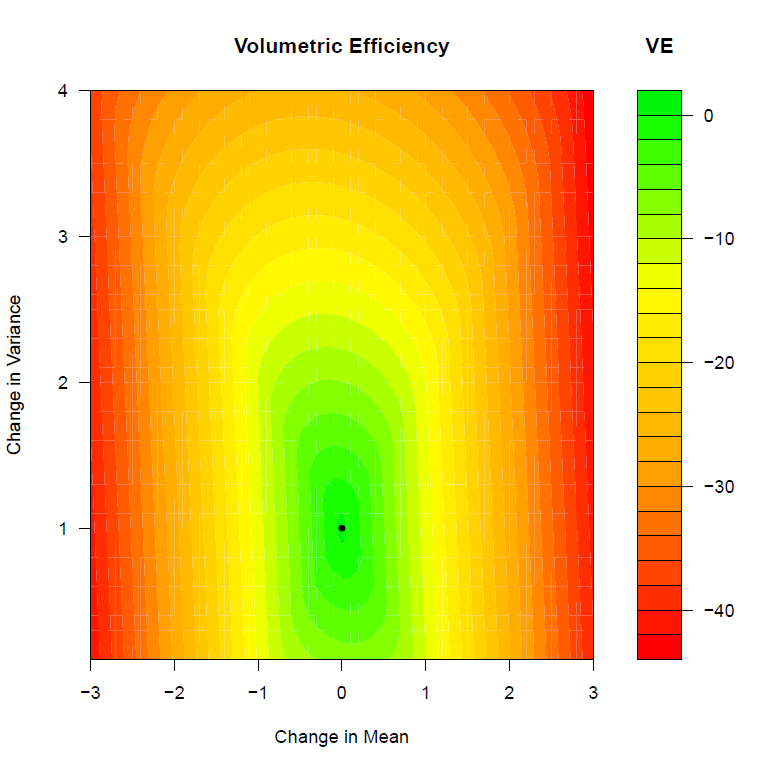 Volumetric Efficiency
VE
4
3
2
1
Change in Variance
−3 −2 −1 0 1 2 3
Change in Mean
0
−10
−20
−30
−40